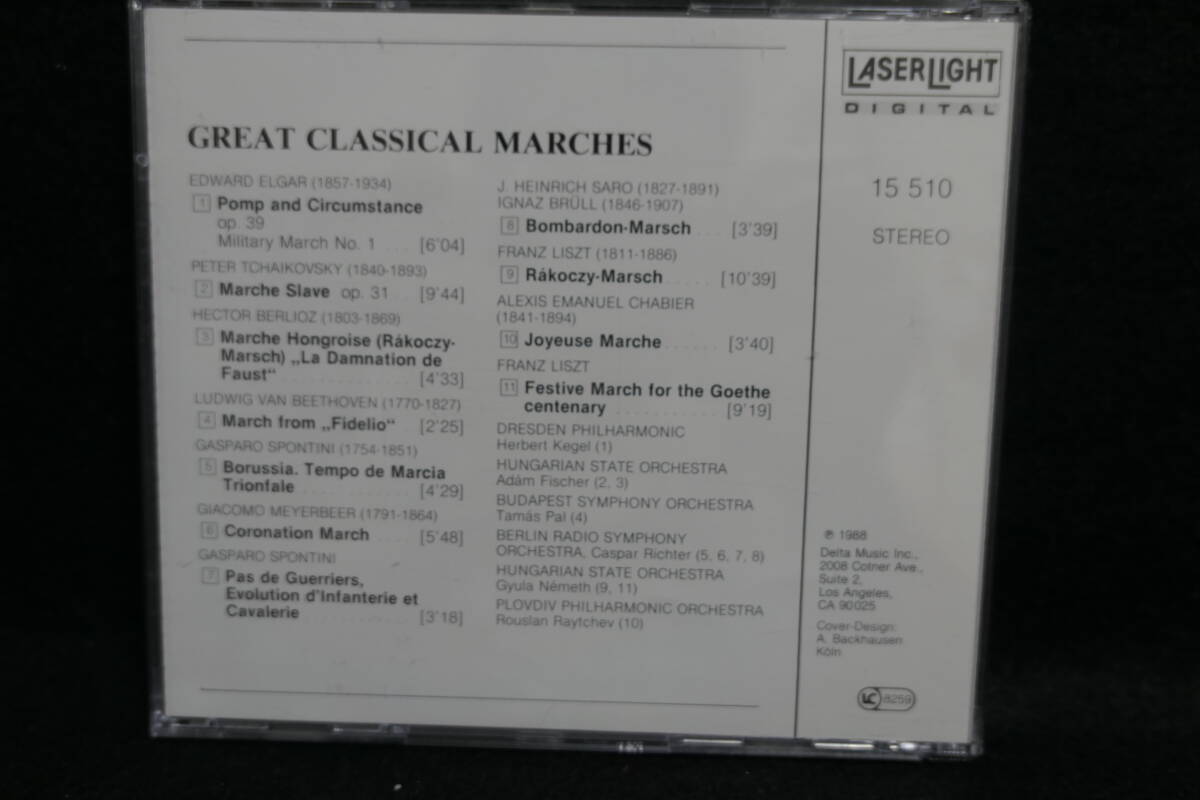 GREAT CLASSICAL MARCHES
EDWARD ELGAR (1857-1934)
1 Pomp and Circumstance
op. 39
Military March No. 1 ... [6'04]
PETER TCHAIKOVSKY (1840-1893)
2 Marche Slave op. 31 .. [9'44]
HECTOR BERLIOZ (1803-1869)
3 Marche Hongroise (Rákoczy-
Marsch) „La Damnation de
Faust“ ............ [4'33]
LUDWIG VAN BEETHOVEN (1770-1827)
4 March from „Fidelio“ [2'25]
GASPARO SPONTINI (1754-1851)
5 Borussia. Tempo de Marcia
Triontale ............ [4'29]
GIACOMO MEYERBEER (1791-1864)
6 Coronation March [5'48]
GASPARO SPONTINI
7 Pas de Guerriers,
Evolution d'Infanterie et
Cavalerie ............ [3'18]
J. HEINRICH SARO (1827-1891)
IGNAZ BRÜLL (1846-1907)
8 Bombardon-Marsch .... [3'39]
FRANZ LISZT (1811-1886)
9 Rákoczy-Marsch ...... [10'39]
ALEXIS EMANUEL CHABIER
(1841-1894)
10 Joyeuse Marche ...... [3'40]
FRANZ LISZT
11 Festive March for the Goethe
centenary ............ [9'19]
DRESDEN PHILHARMONIC
Herbert Kegel (1)
HUNGARIAN STATE ORCHESTRA
Adám Fischer (2, 3)
BUDAPEST SYMPHONY ORCHESTRA
Tamás Pal (4)
BERLIN RADIO SYMPHONY
ORCHESTRA, Caspar Richter (5, 6, 7, 8)
HUNGARIAN STATE ORCHESTRA
Gyula Németh (9, 11)
PLOVDIV PHILHARMONIC ORCHESTRA
Rouslan Raytchev (10)
LASERLIGHT
DIGITAL
15 510
STEREO
℗ 1988
Delta Music Inc.,
2008 Cotner Ave.,
Suite 2,
Los Angeles,
CA 90025
Cover-Design:
A. Backhausen
Köln
LC 8259